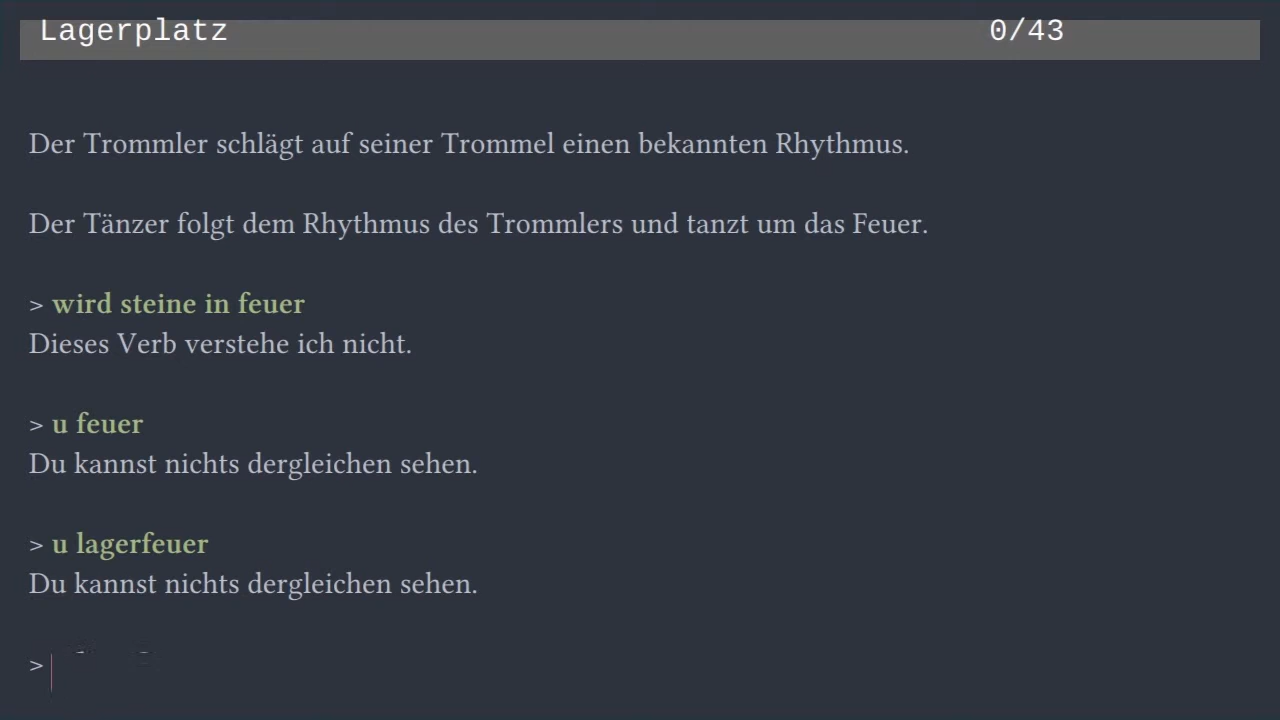 Lagerplatz 0/43
Der Trommler schlägt auf seiner Trommel einen bekannten Rhythmus.
Der Tänzer folgt dem Rhythmus des Trommlers und tanzt um das Feuer.
> wird steine in feuer
Dieses Verb verstehe ich nicht.
> u feuer
Du kannst nichts dergleichen sehen.
> u lagerfeuer
Du kannst nichts dergleichen sehen.
>